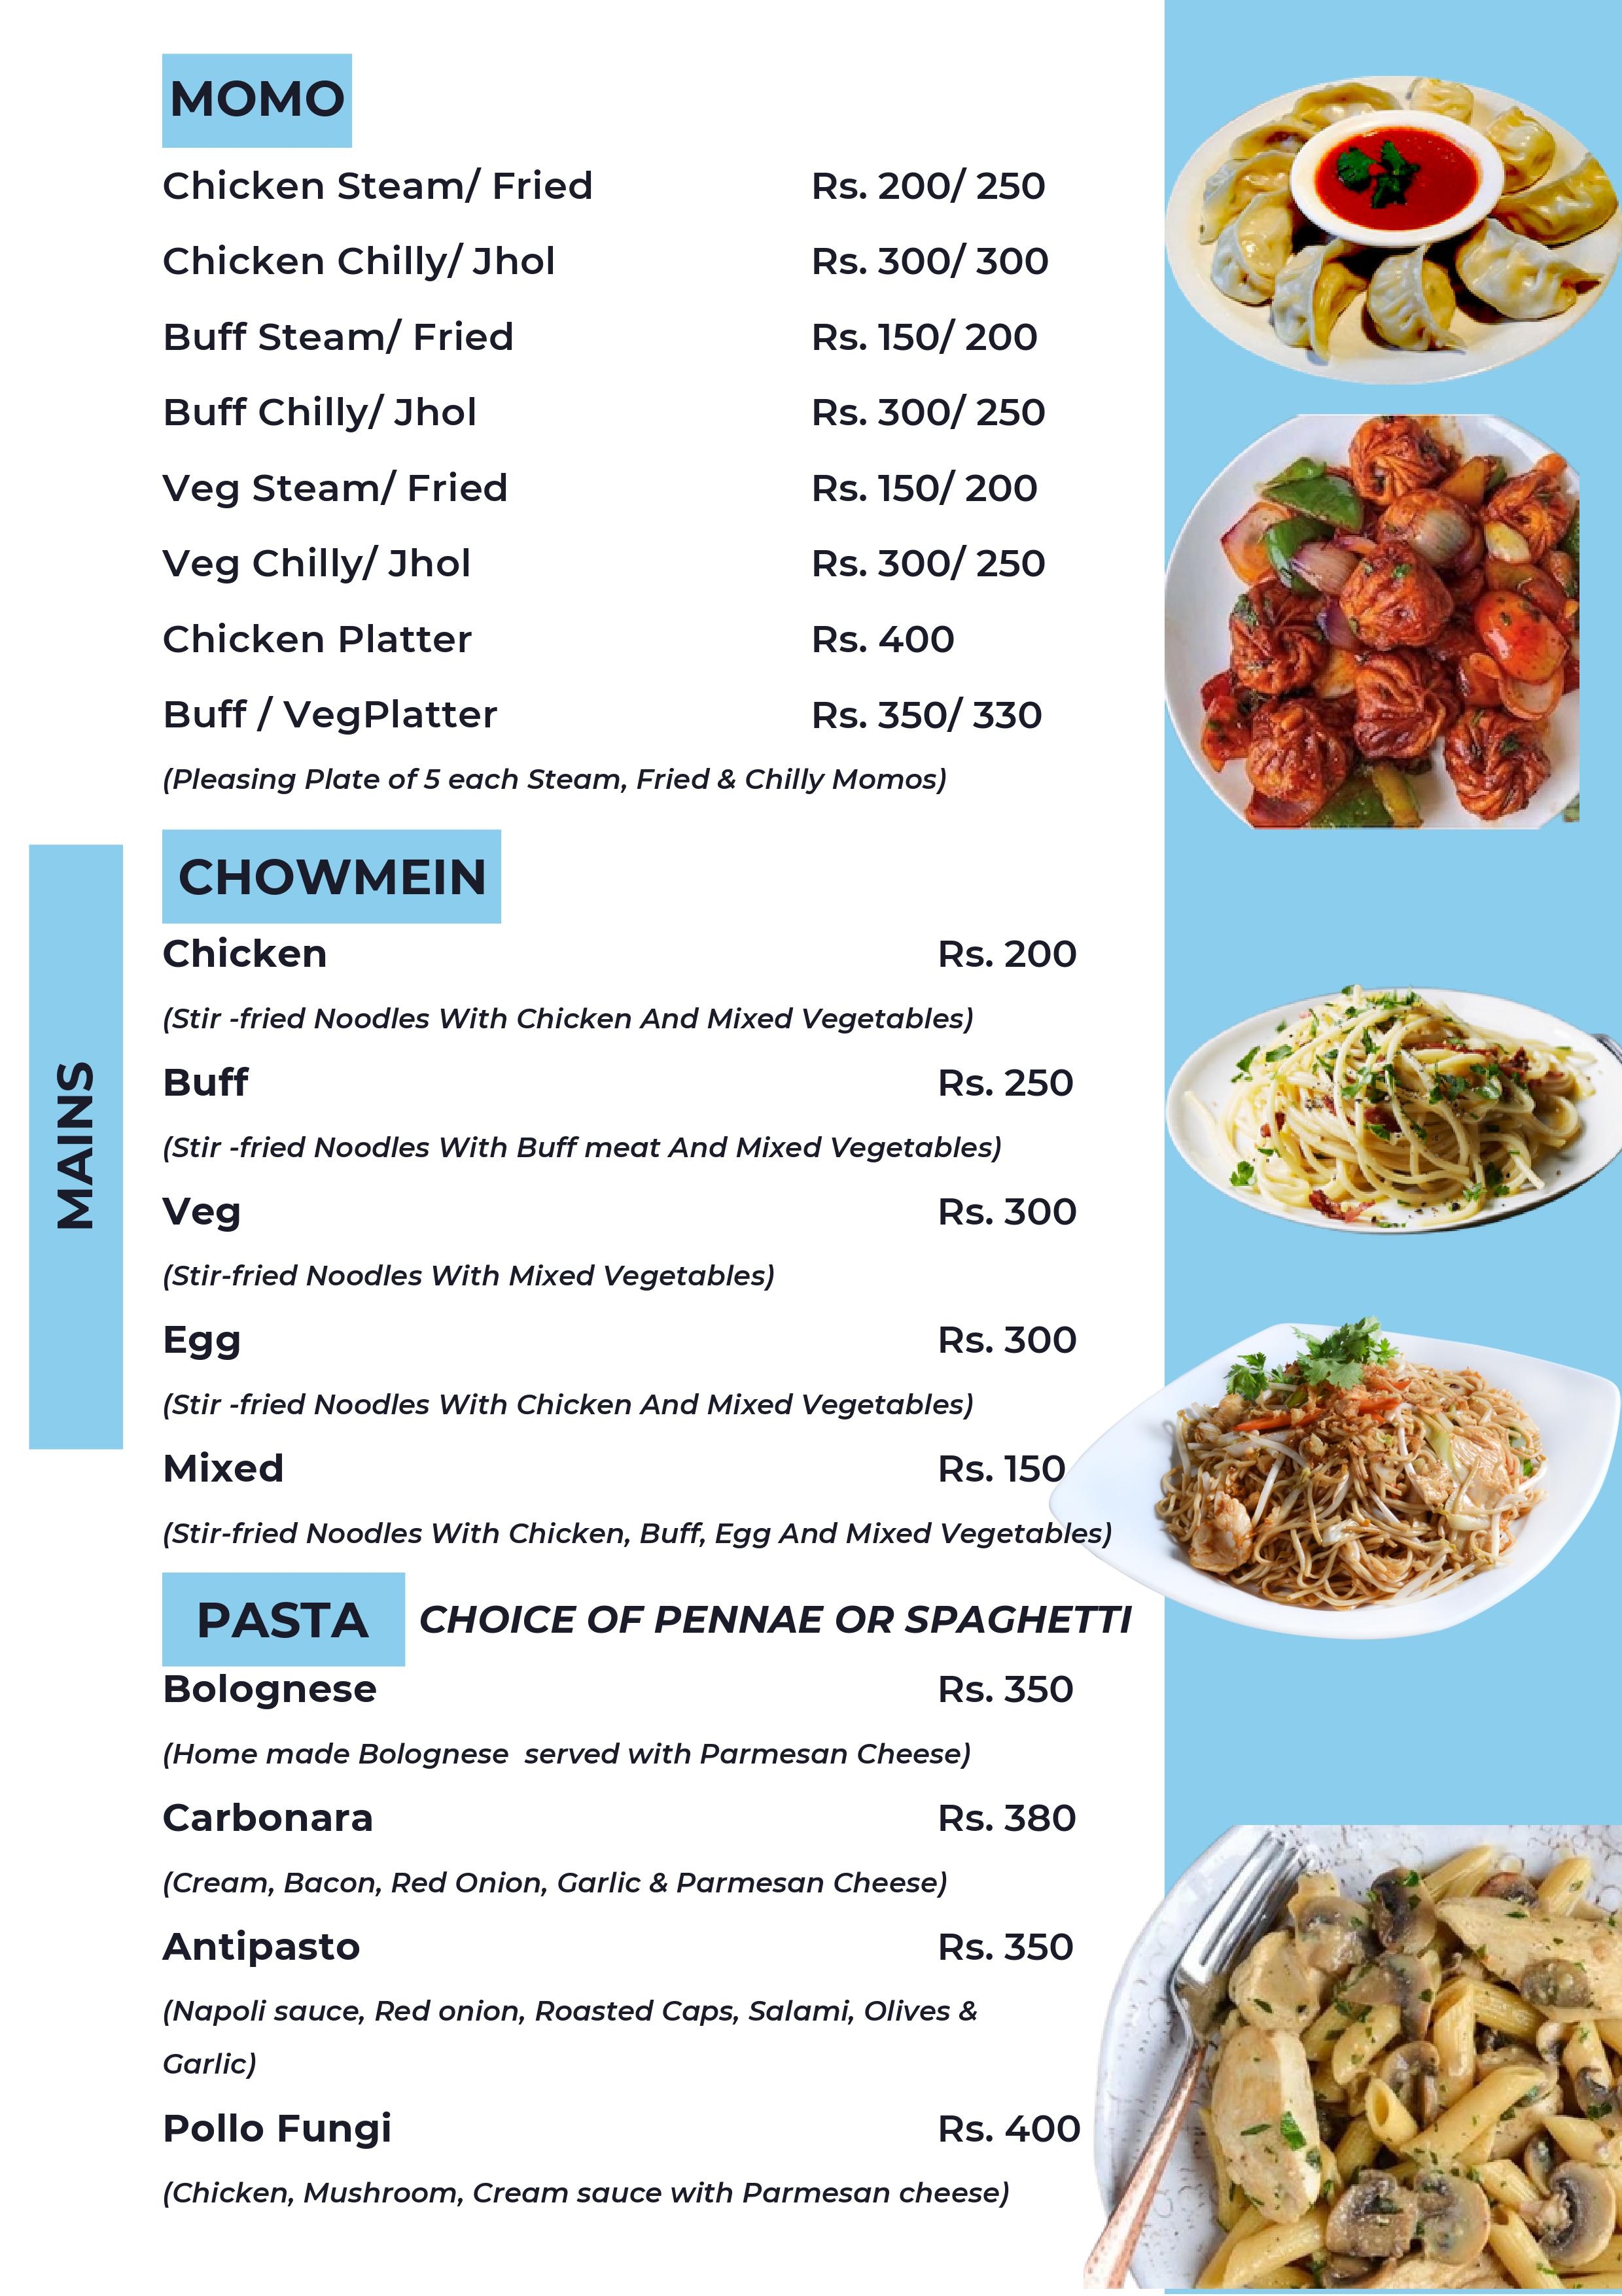 MOMO
Chicken Steam/ Fried Rs. 200/ 250
Chicken Chilly/ Jhol Rs. 300/ 300
Buff Steam/ Fried Rs. 150/ 200
Buff Chilly/ Jhol Rs. 300/ 250
Veg Steam/ Fried Rs. 150/ 200
Veg Chilly/ Jhol Rs. 300/ 250
Chicken Platter Rs. 400
Buff / VegPlatter Rs. 350/ 330
(Pleasing Plate of 5 each Steam, Fried & Chilly Momos)
MAINS
CHOWMEIN
Chicken Rs. 200
(Stir -fried Noodles With Chicken And Mixed Vegetables)
Buff Rs. 250
(Stir -fried Noodles With Buff meat And Mixed Vegetables)
Veg Rs. 300
(Stir-fried Noodles With Mixed Vegetables)
Egg Rs. 300
(Stir -fried Noodles With Chicken And Mixed Vegetables)
Mixed Rs. 150
(Stir-fried Noodles With Chicken, Buff, Egg And Mixed Vegetables)
PASTA CHOICE OF PENNAE OR SPAGHETTI
Bolognese Rs. 350
(Home made Bolognese served with Parmesan Cheese)
Carbonara Rs. 380
(Cream, Bacon, Red Onion, Garlic & Parmesan Cheese)
Antipasto Rs. 350
(Napoli sauce, Red onion, Roasted Caps, Salami, Olives &
Garlic)
Pollo Fungi Rs. 400
(Chicken, Mushroom, Cream sauce with Parmesan cheese)